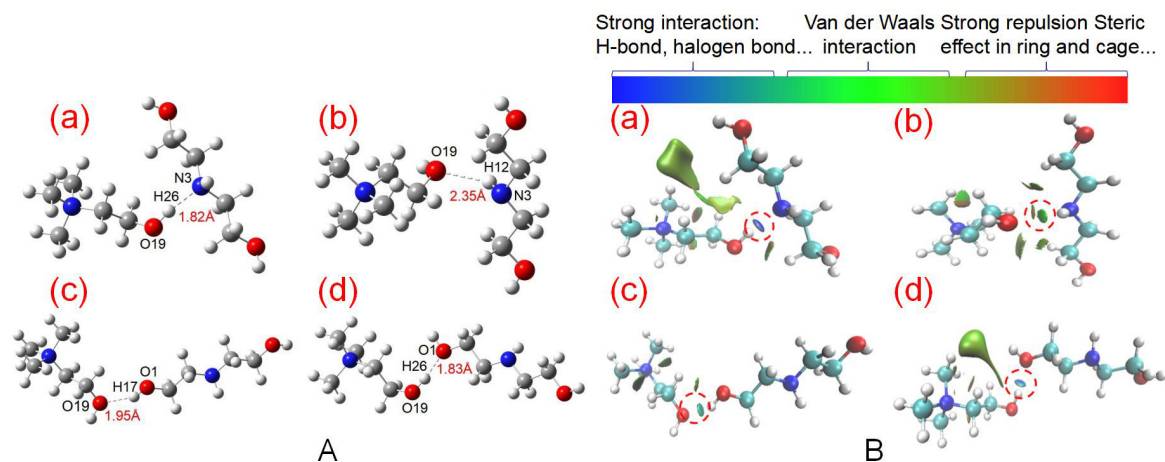 Strong interaction:
H-bond, halogen bond...
Van der Waals
interaction
Strong repulsion Steric
effect in ring and cage...
(a)
N3
H26
1.82Å
O19
(b)
O19
H12
2.35Å
N3
(c)
O1
H17
O19
1.95Å
(d)
O1
H26
1.83Å
O19
A
(a)
(b)
(c)
(d)
B